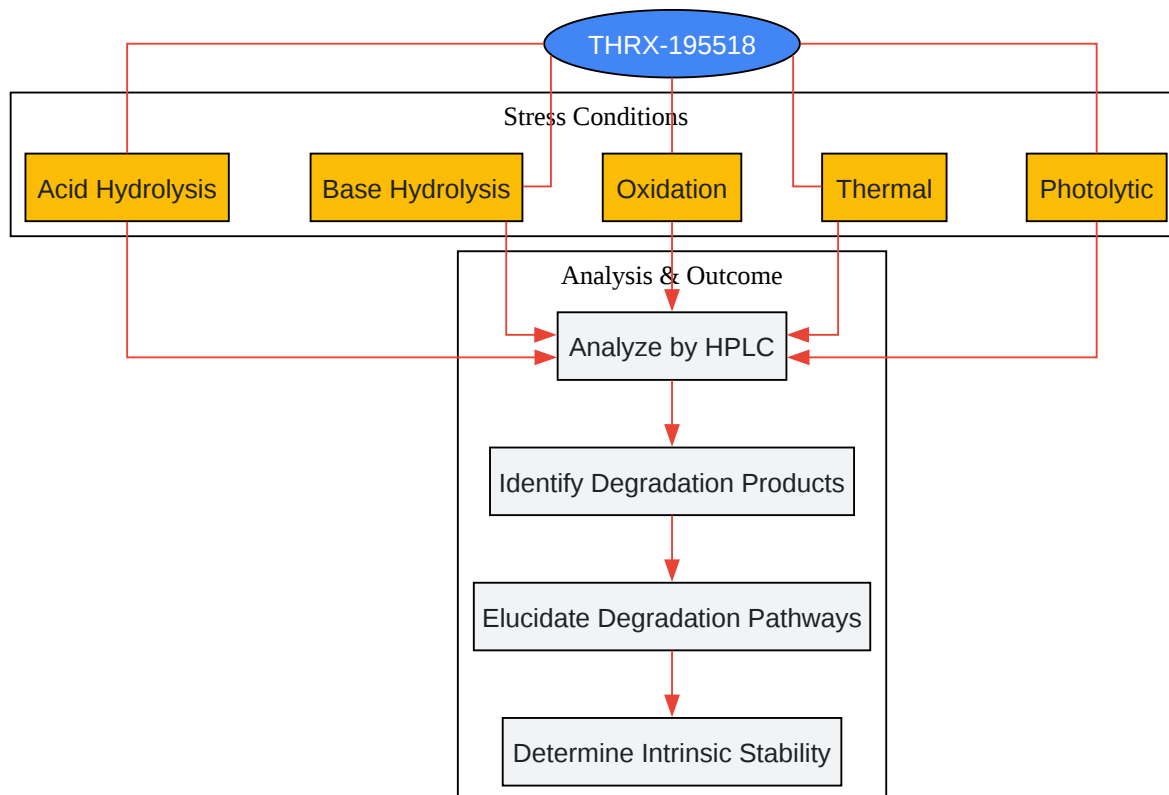 THRX-195518
Stress Conditions
Acid Hydrolysis
Base Hydrolysis
Oxidation
Thermal
Photolytic
Analysis & Outcome
Analyze by HPLC
Identify Degradation Products
Elucidate Degradation Pathways
Determine Intrinsic Stability